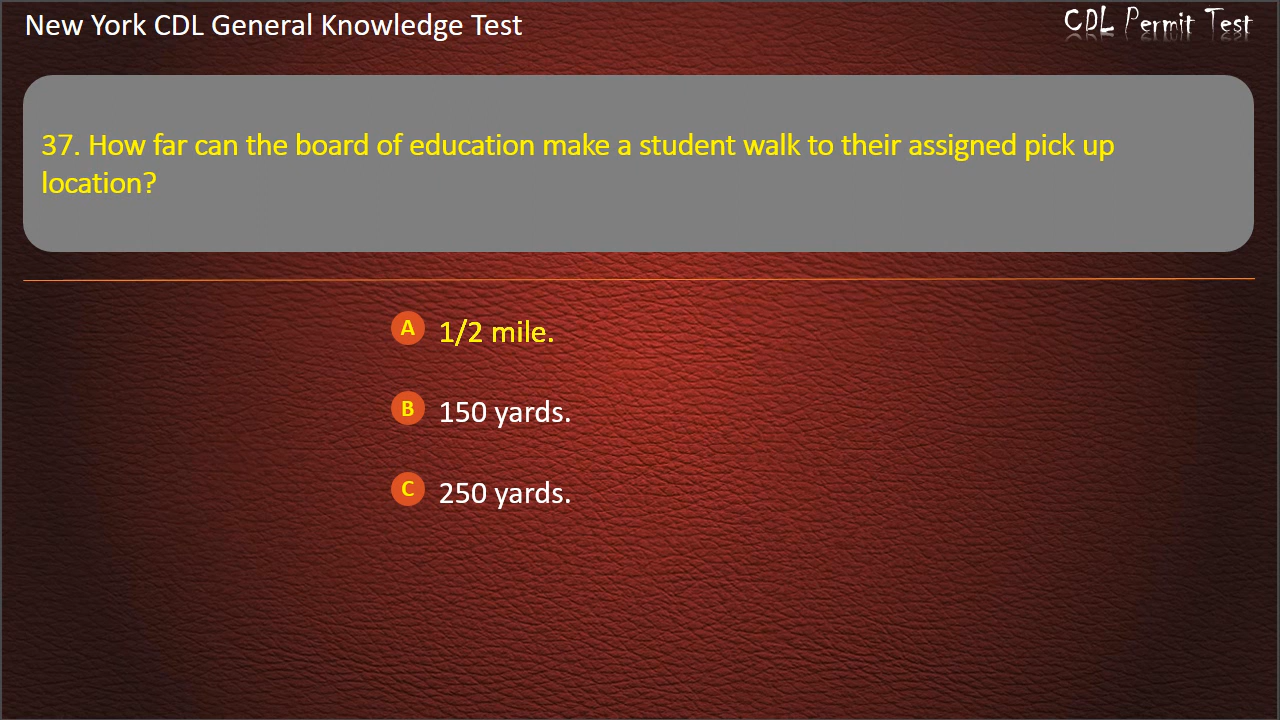 New York CDL General Knowledge Test
CDL Permit Test
37. How far can the board of education make a student walk to their assigned pick up
location?
A 1/2 mile.
B 150 yards.
C 250 yards.